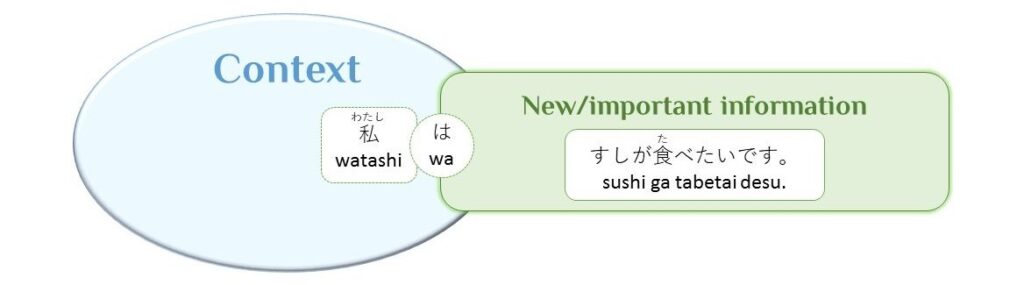 Context
New/important information
わたし
私
watashi
は
wa
た
すしが食べたいです。
sushi ga tabetai desu.